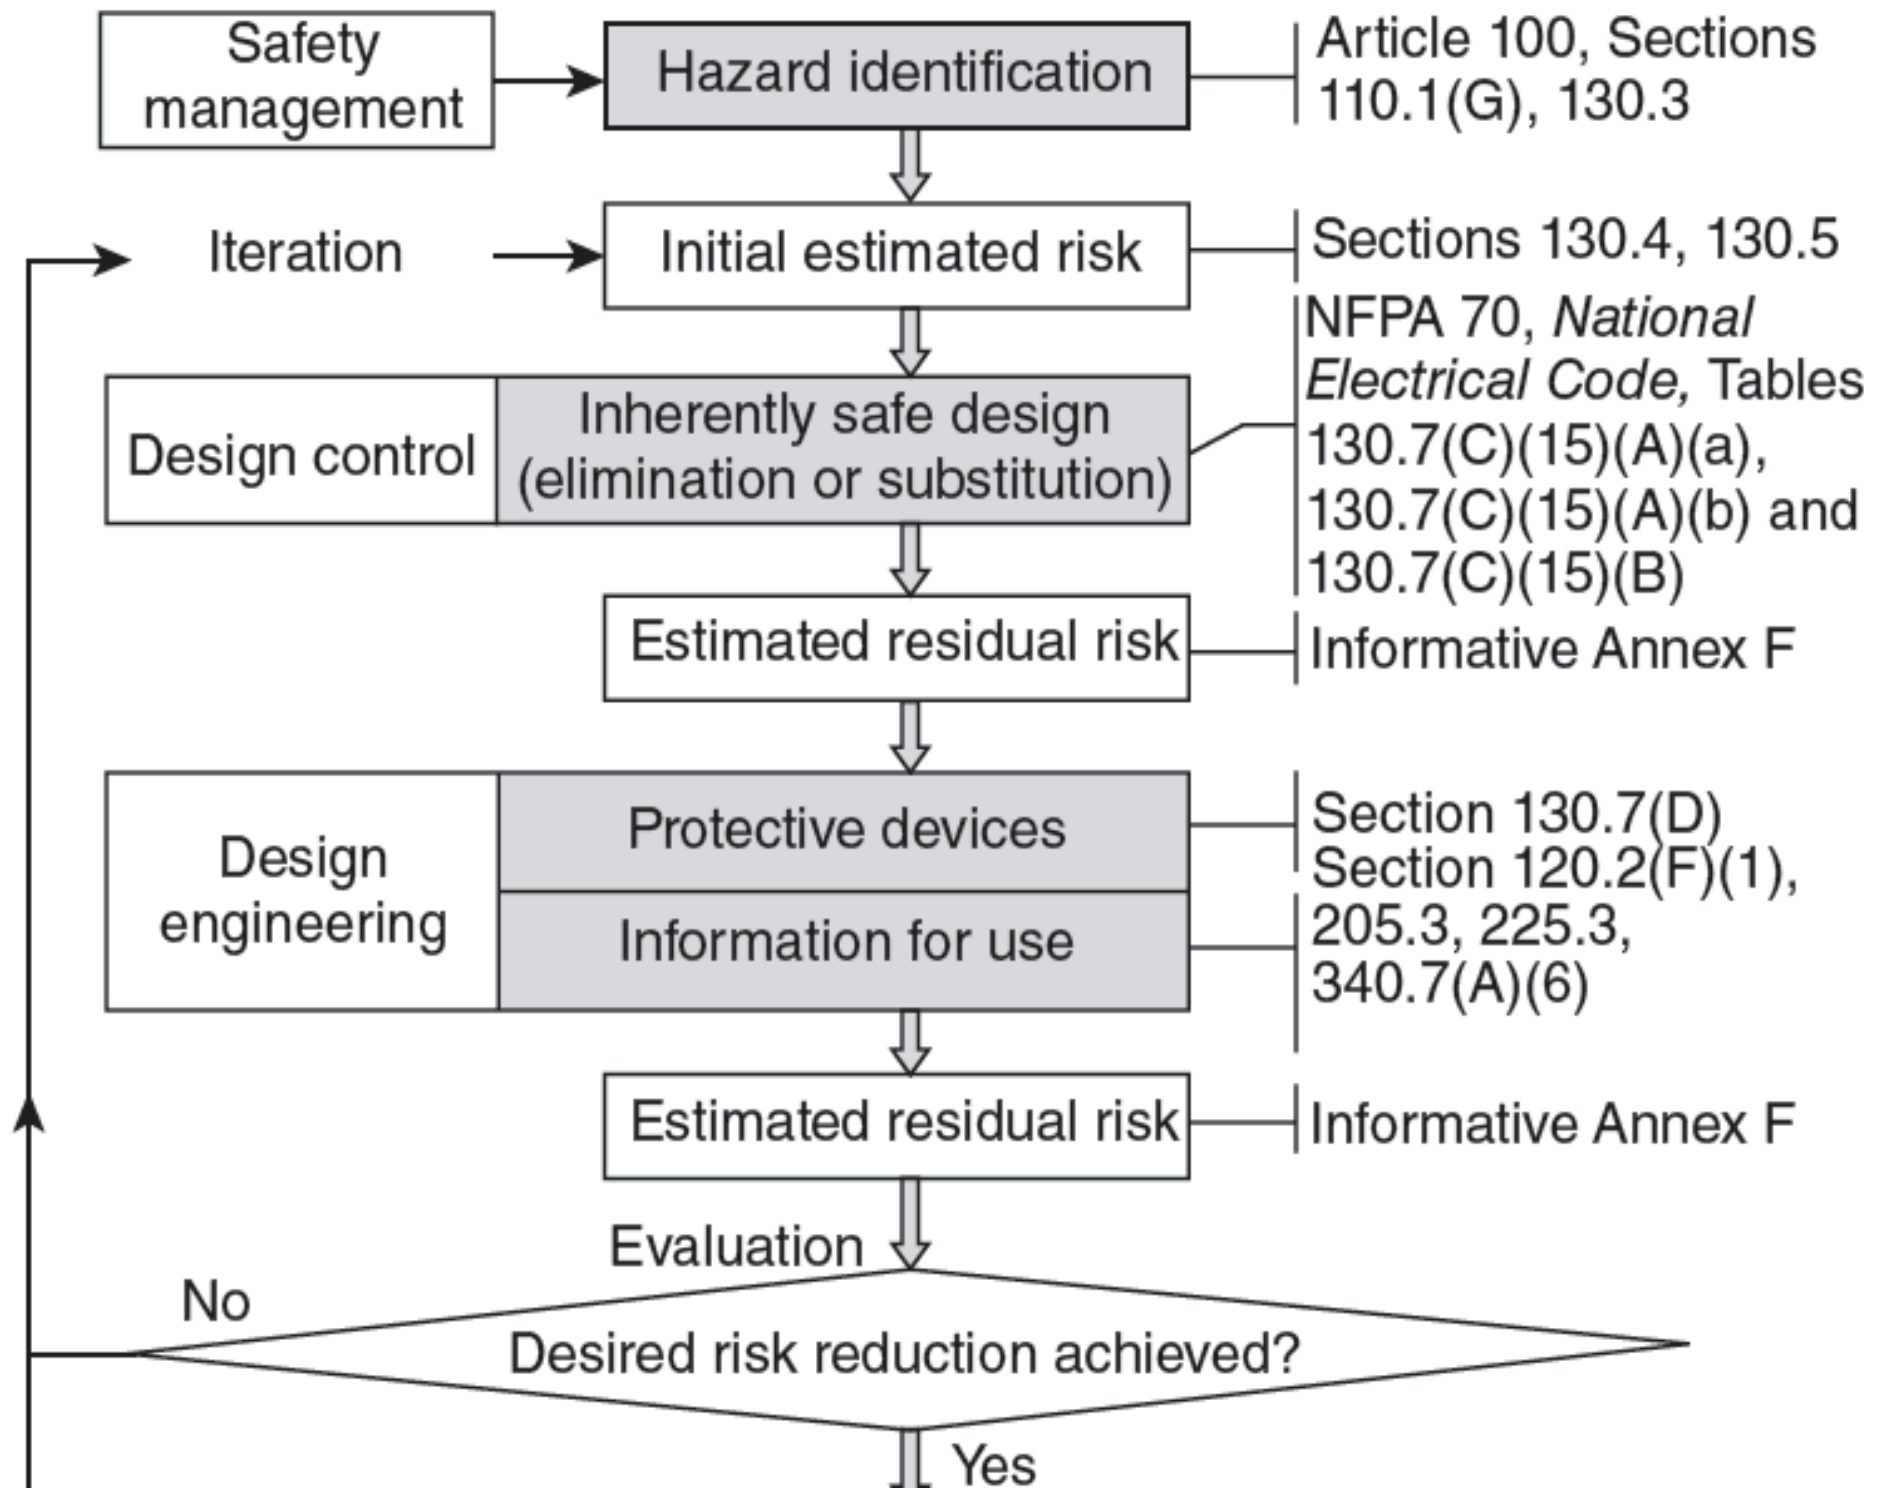 Safety
management
Hazard identification
Article 100, Sections
110.1(G), 130.3
Iteration
Initial estimated risk
Sections 130.4, 130.5
NFPA 70, National
Electrical Code, Tables
130.7(C)(15)(A)(a),
130.7(C)(15)(A)(b) and
130.7(C)(15)(B)
Design control
Inherently safe design
(elimination or substitution)
Estimated residual risk
Informative Annex F
Design
engineering
Protective devices
Section 130.7(D)
Information for use
Section 120.2(F)(1),
205.3, 225.3,
340.7(A)(6)
Estimated residual risk
Informative Annex F
Evaluation
No
Desired risk reduction achieved?
Yes